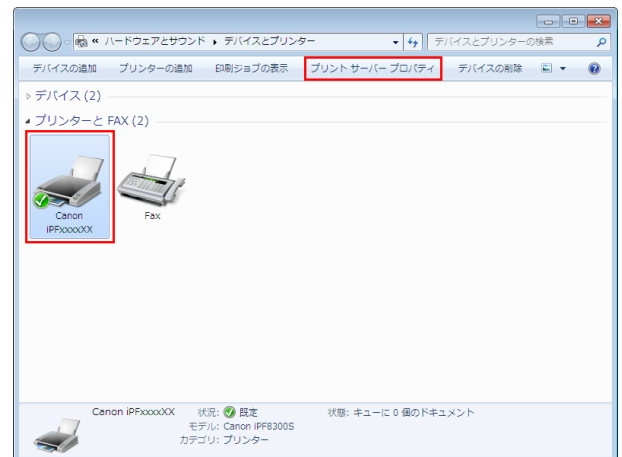 « ハードウェアとサウンド ▸ デバイスとプリンター デバイスとプリンターの検索
デバイスの追加 プリンターの追加 印刷ジョブの表示 プリント サーバー プロパティ デバイスの削除
デバイス (2)
プリンターと FAX (2)
Canon
iPFxxxxXX
Fax
Canon iPFxxxxXX 状況: 既定 状態: キューに 0 個のドキュメント
モデル: Canon iPF8300S
カテゴリ: プリンター